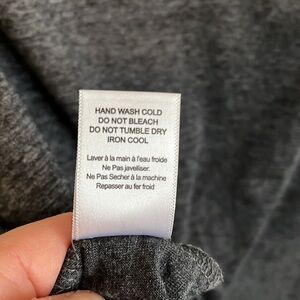 HAND WASH COLD
DO NOT BLEACH
DO NOT TUMBLE DRY
IRON COOL
Laver à la main à l'eau froide
Ne Pas javelliser.
Ne Pas Secher à la machine
Repasser au fer froid